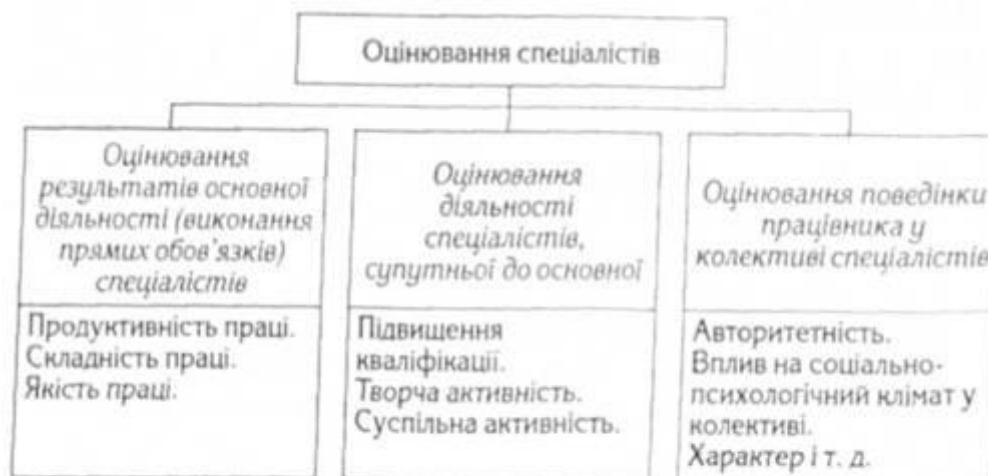 Оцінювання спеціалістів
Оцінювання
результатів основної
діяльності (виконання
прямих обов’язків)
спеціалістів
Продуктивність праці.
Складність праці.
Якість праці.
Оцінювання
діяльності
спеціалістів,
супутньої до основної
Підвищення
кваліфікації.
Творча активність.
Суспільна активність.
Оцінювання поведінки
працівника у
колективі спеціалістів
Авторитетність.
Вплив на соціально-
психологічний клімат у
колективі.
Характер і т. д.